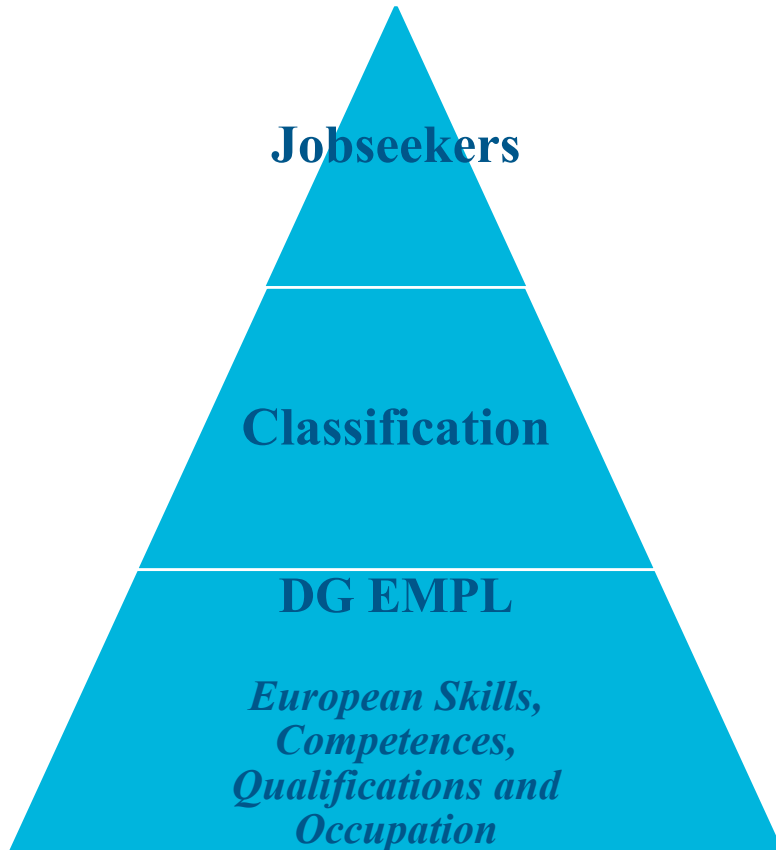 Jobseekers
Classification
DG EMPL
European Skills,
Competences,
Qualifications and
Occupation